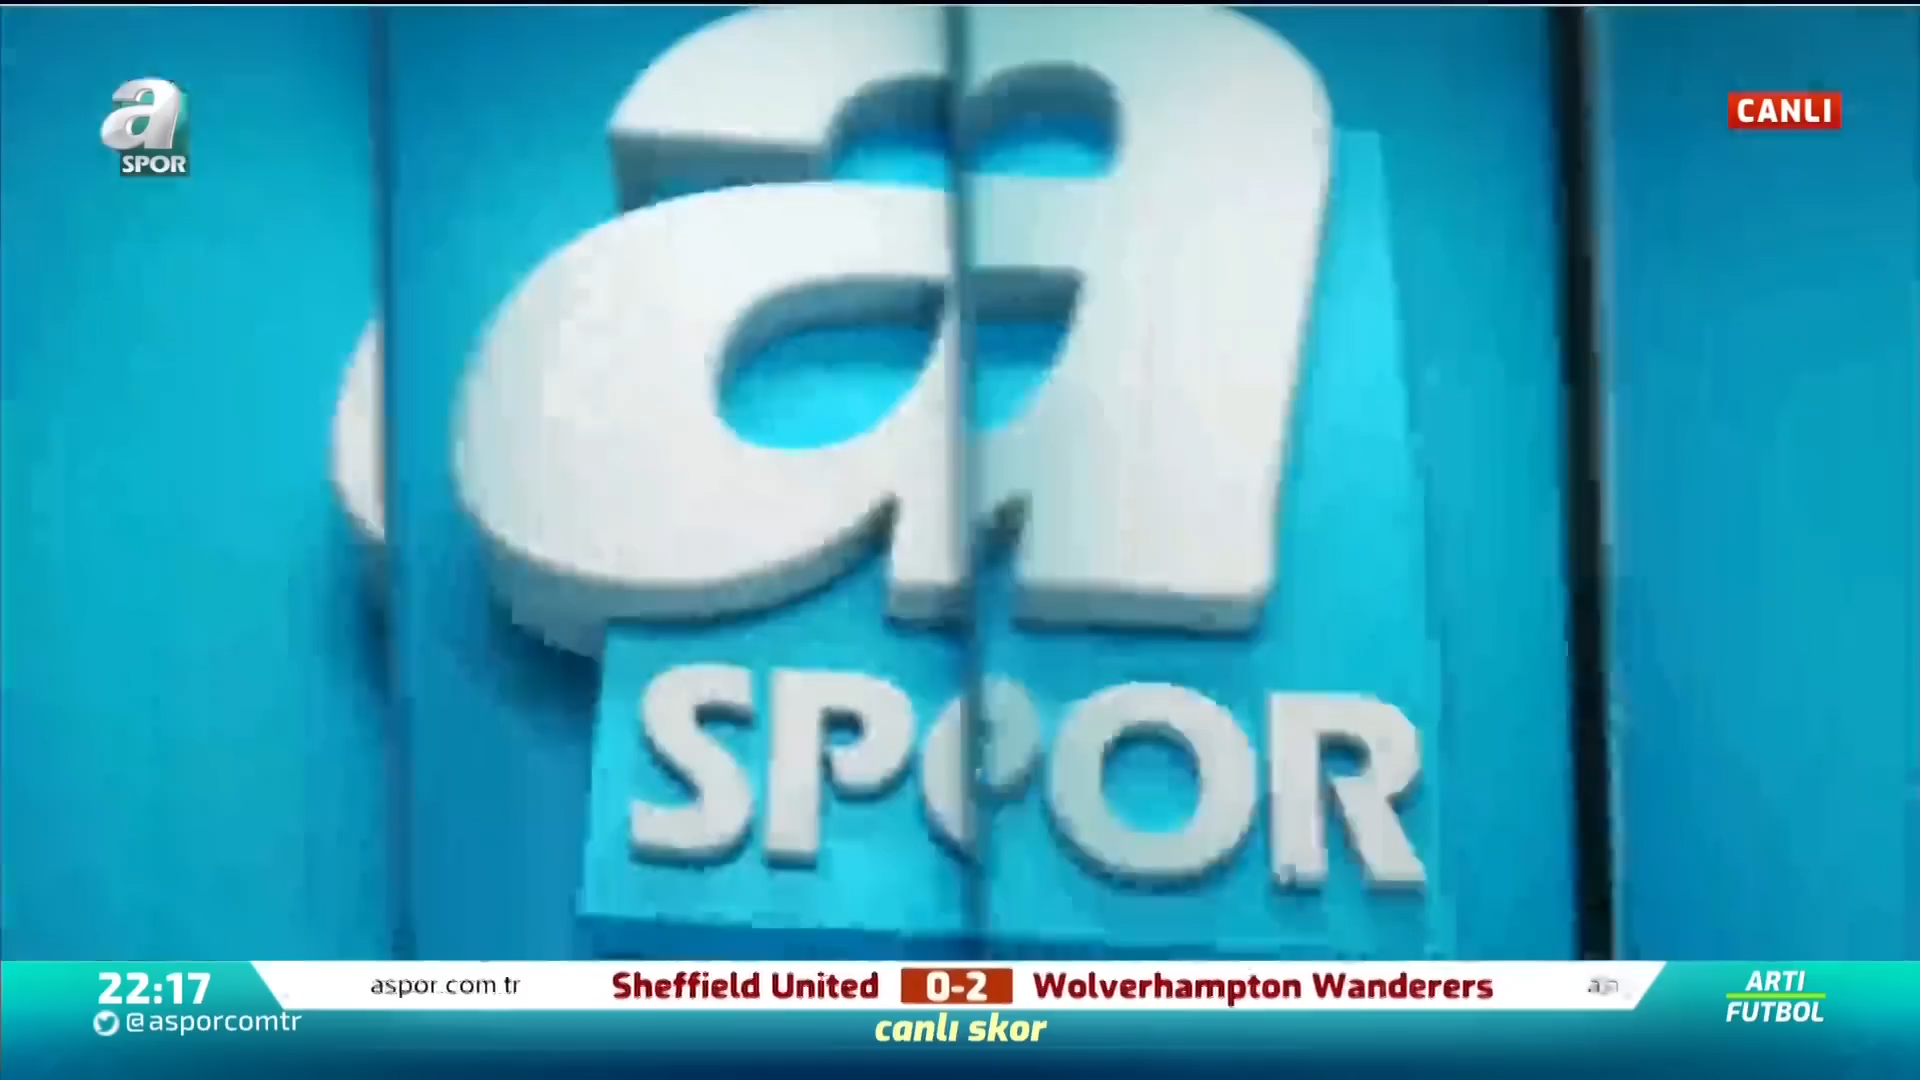 a
SPOR
CANLI
a
SPOR
22:17
aspor.com.tr
Sheffield United 0-2 Wolverhampton Wanderers
ARTI
FUTBOL
@asporcomtr
canlı skor